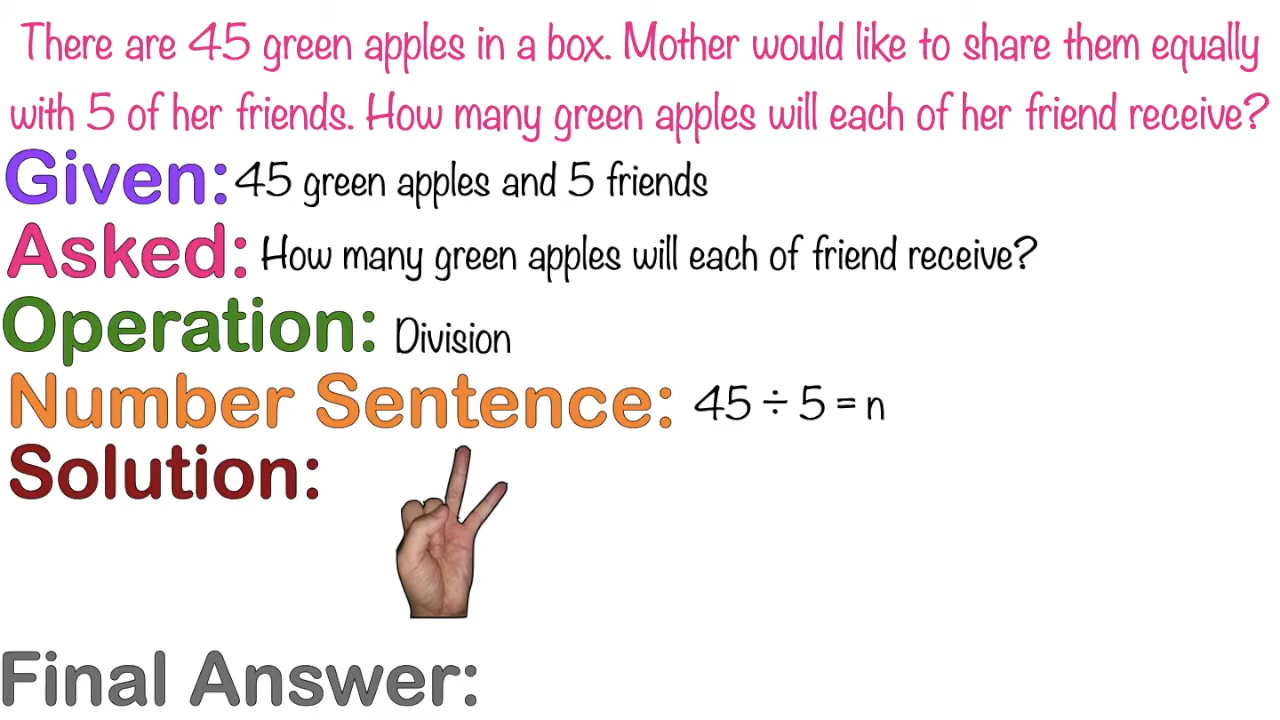 There are 45 green apples in a box. Mother would like to share them equally
with 5 of her friends. How many green apples will each of her friend receive?
Given: 45 green apples and 5 friends
Asked: How many green apples will each of friend receive?
Operation: Division
Number Sentence: 45 ÷ 5 = n
Solution:
Final Answer: